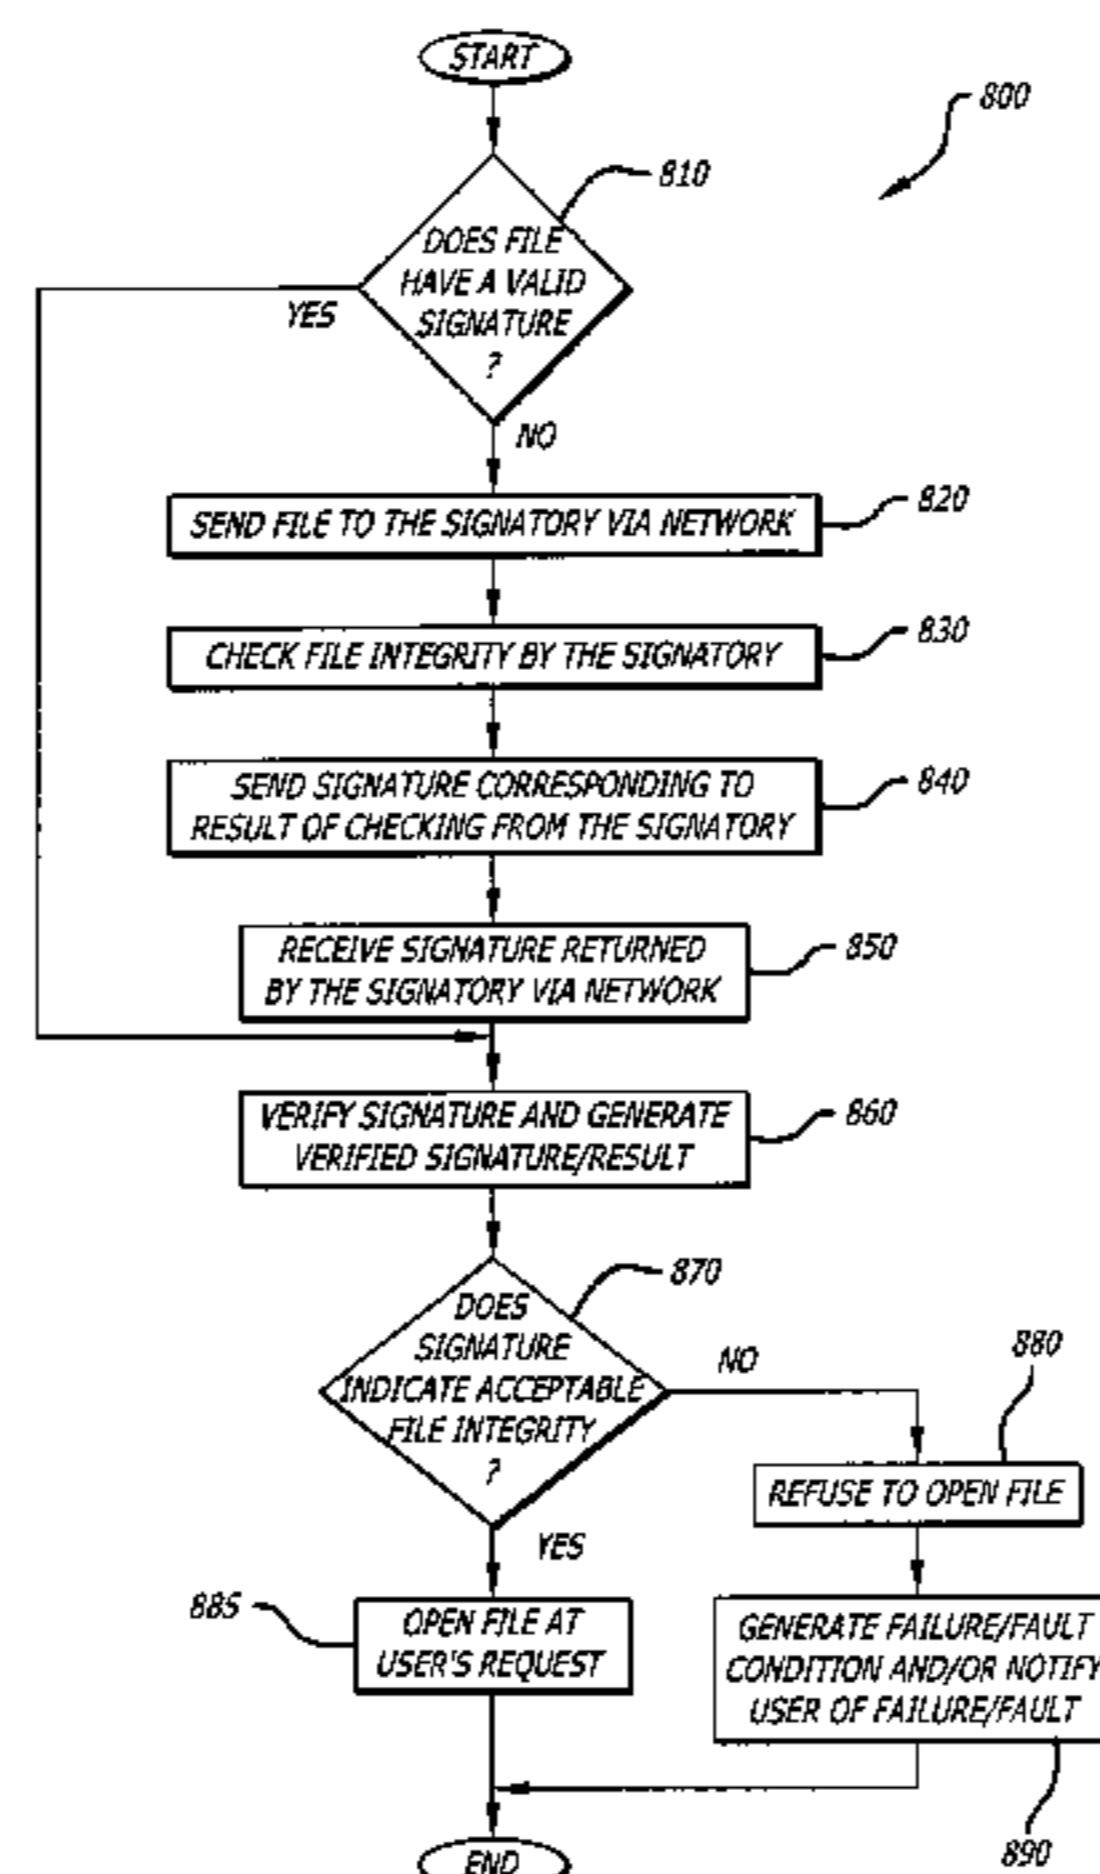 START
800
810
DOES FILE
HAVE A VALID
SIGNATURE
?
YES
NO
SEND FILE TO THE SIGNATORY VIA NETWORK
820
CHECK FILE INTEGRITY BY THE SIGNATORY
830
SEND SIGNATURE CORRESPONDING TO
RESULT OF CHECKING FROM THE SIGNATORY
840
RECEIVE SIGNATURE RETURNED
BY THE SIGNATORY VIA NETWORK
850
VERIFY SIGNATURE AND GENERATE
VERIFIED SIGNATURE/RESULT
860
870
DOES
SIGNATURE
INDICATE ACCEPTABLE
FILE INTEGRITY
?
NO
YES
880
REFUSE TO OPEN FILE
885
OPEN FILE AT
USER'S REQUEST
GENERATE FAILURE/FAULT
CONDITION AND/OR NOTIFY
USER OF FAILURE/FAULT
890
END